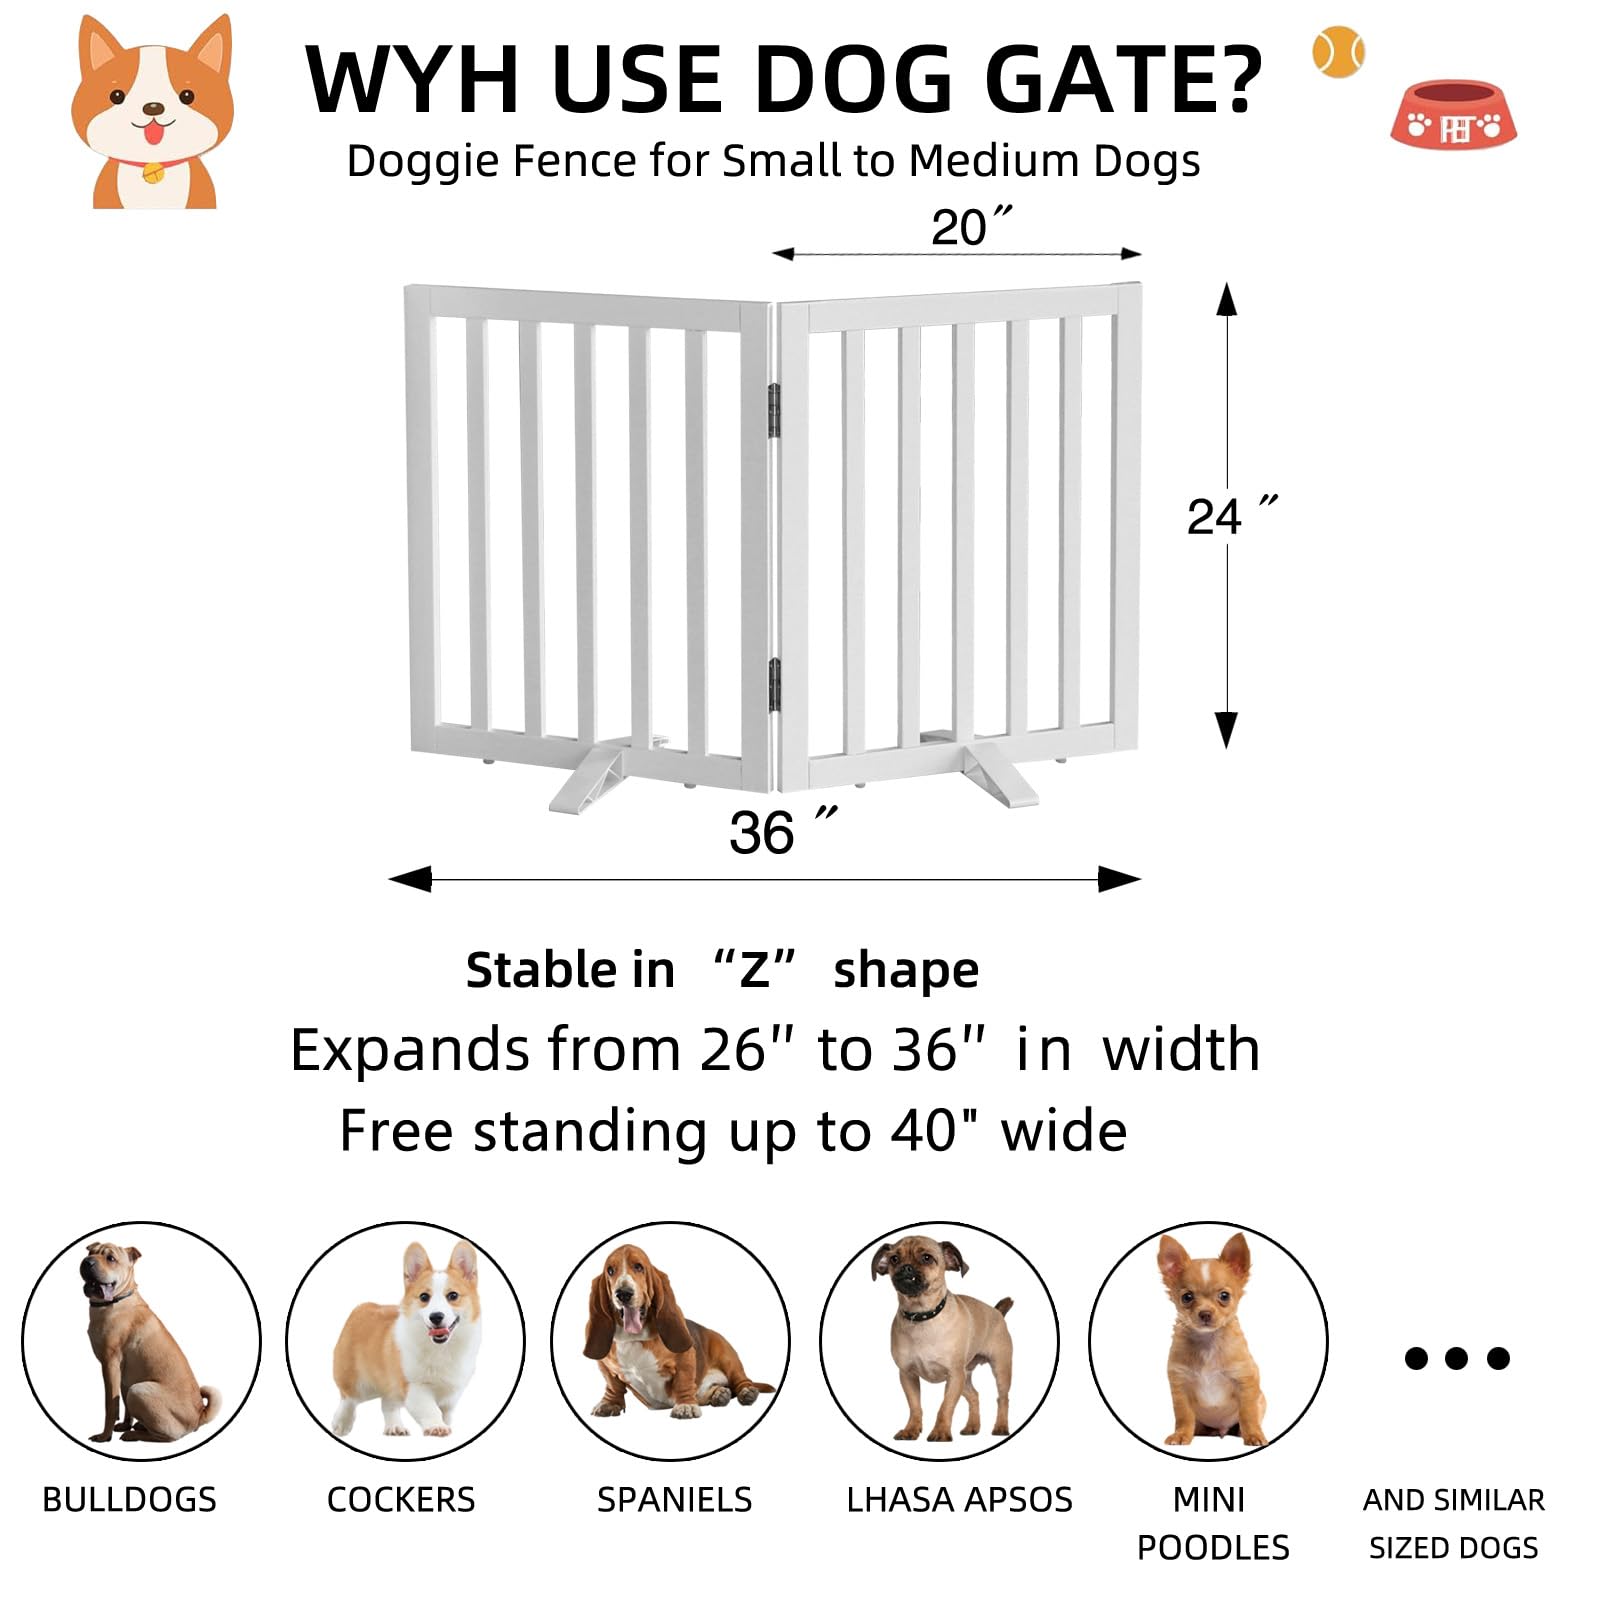 WYH USE DOG GATE?
PET
Doggie Fence for Small to Medium Dogs
20″
24 ″
36 ″
Stable in “Z” shape
Expands from 26″ to 36″ in width
Free standing up to 40" wide
BULLDOGS
COCKERS
SPANIELS
LHASA APSOS
MINI
POODLES
AND SIMILAR
SIZED DOGS